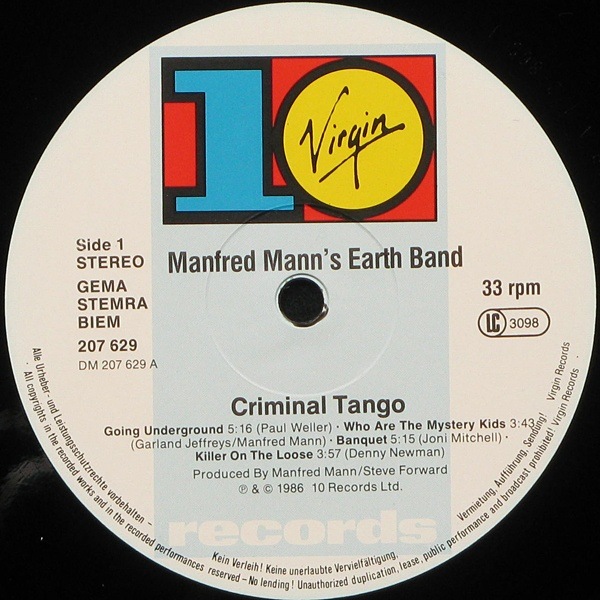 10
Virgin
Side 1
STEREO
Manfred Mann's Earth Band
GEMA
STEMRA
BIEM
33 rpm
LC 3098
207 629
DM 207 629 A
Criminal Tango
Going Underground 5:16 (Paul Weller) · Who Are The Mystery Kids 3:43
(Garland Jeffreys/Manfred Mann) · Banquet 5:15 (Joni Mitchell) ·
Killer On The Loose 3:57 (Denny Newman)
Produced By Manfred Mann/Steve Forward
℗ & © 1986 10 Records Ltd.
records
Alle Urheber- und Leistungsschutzrechte vorbehalten – Kein Verleih! Keine unerlaubte Vervielfältigung, Vermietung, Aufführung, Sendung! Virgin Records
· All copyrights in the recorded works and in the recorded performances reserved – No lending! Unauthorized duplication, lease, public performance and broadcast prohibited! Virgin Records ·